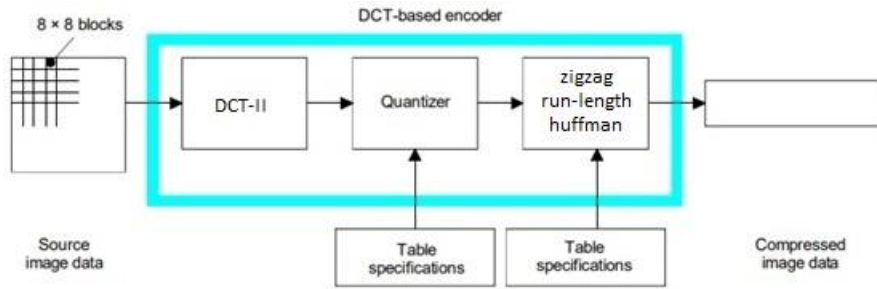 DCT-based encoder
8 × 8 blocks
DCT-II
Quantizer
zigzag
run-length
huffman
Source
image data
Table
specifications
Table
specifications
Compressed
image data